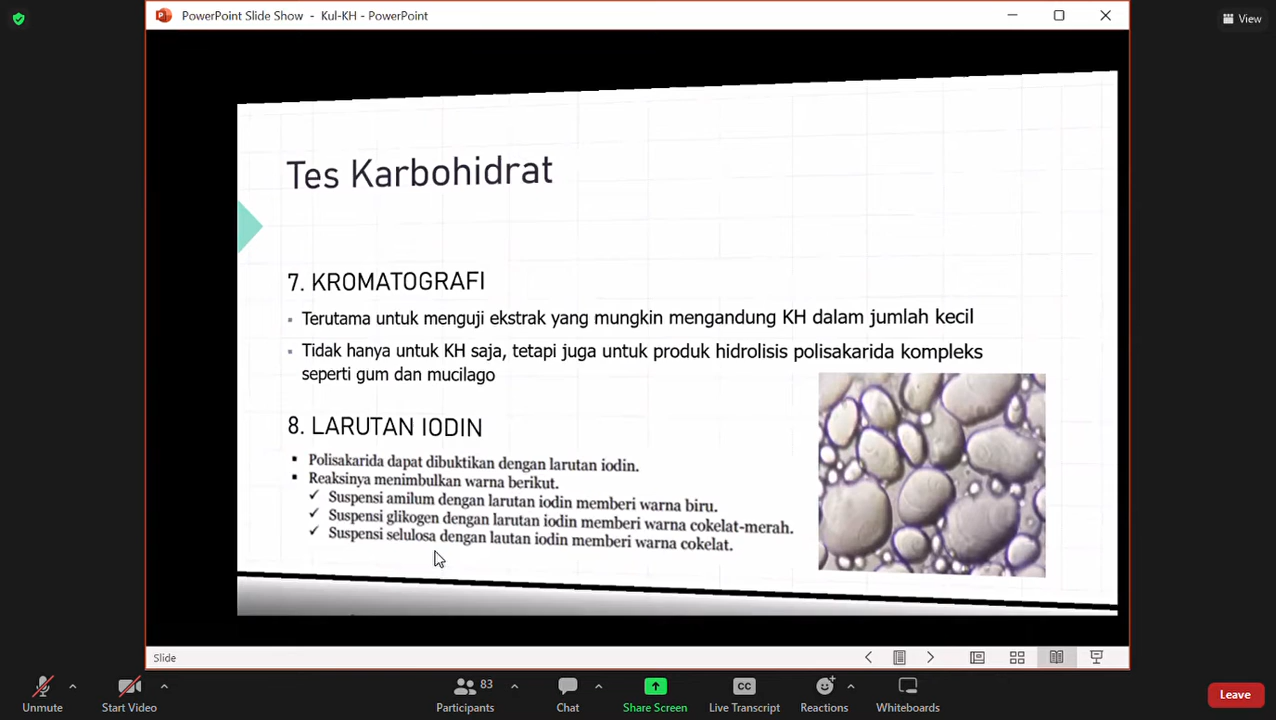 PowerPoint Slide Show - Kul-KH - PowerPoint
View
Tes Karbohidrat
7. KROMATOGRAFI
▪ Terutama untuk menguji ekstrak yang mungkin mengandung KH dalam jumlah kecil
▪ Tidak hanya untuk KH saja, tetapi juga untuk produk hidrolisis polisakarida kompleks
seperti gum dan mucilago
8. LARUTAN IODIN
▪ Polisakarida dapat dibuktikan dengan larutan iodin.
▪ Reaksinya menimbulkan warna berikut.
✓ Suspensi amilum dengan larutan iodin memberi warna biru.
✓ Suspensi glikogen dengan larutan iodin memberi warna cokelat-merah.
✓ Suspensi selulosa dengan lautan iodin memberi warna cokelat.
Slide
Unmute
Start Video
83
Participants
Chat
Share Screen
CC
Live Transcript
Reactions
Whiteboards
Leave